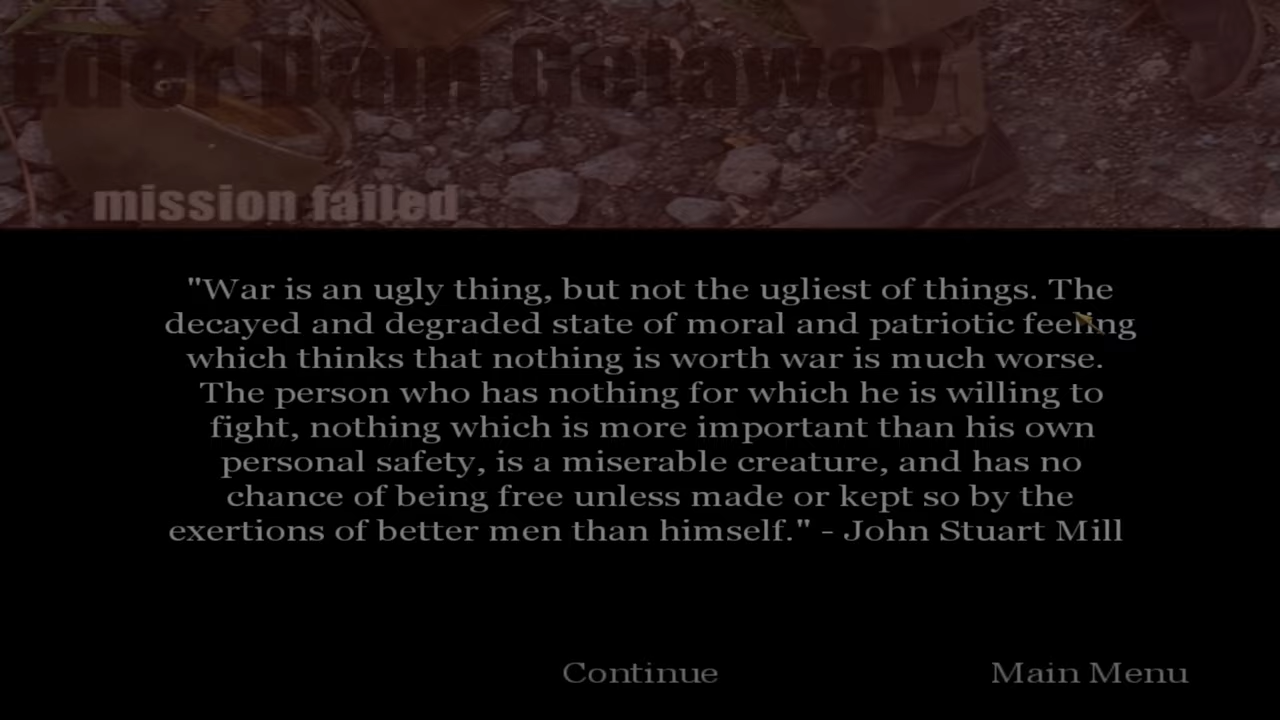 Eder Dam Getaway
mission failed
"War is an ugly thing, but not the ugliest of things. The
decayed and degraded state of moral and patriotic feeling
which thinks that nothing is worth war is much worse.
The person who has nothing for which he is willing to
fight, nothing which is more important than his own
personal safety, is a miserable creature, and has no
chance of being free unless made or kept so by the
exertions of better men than himself." - John Stuart Mill
Continue
Main Menu